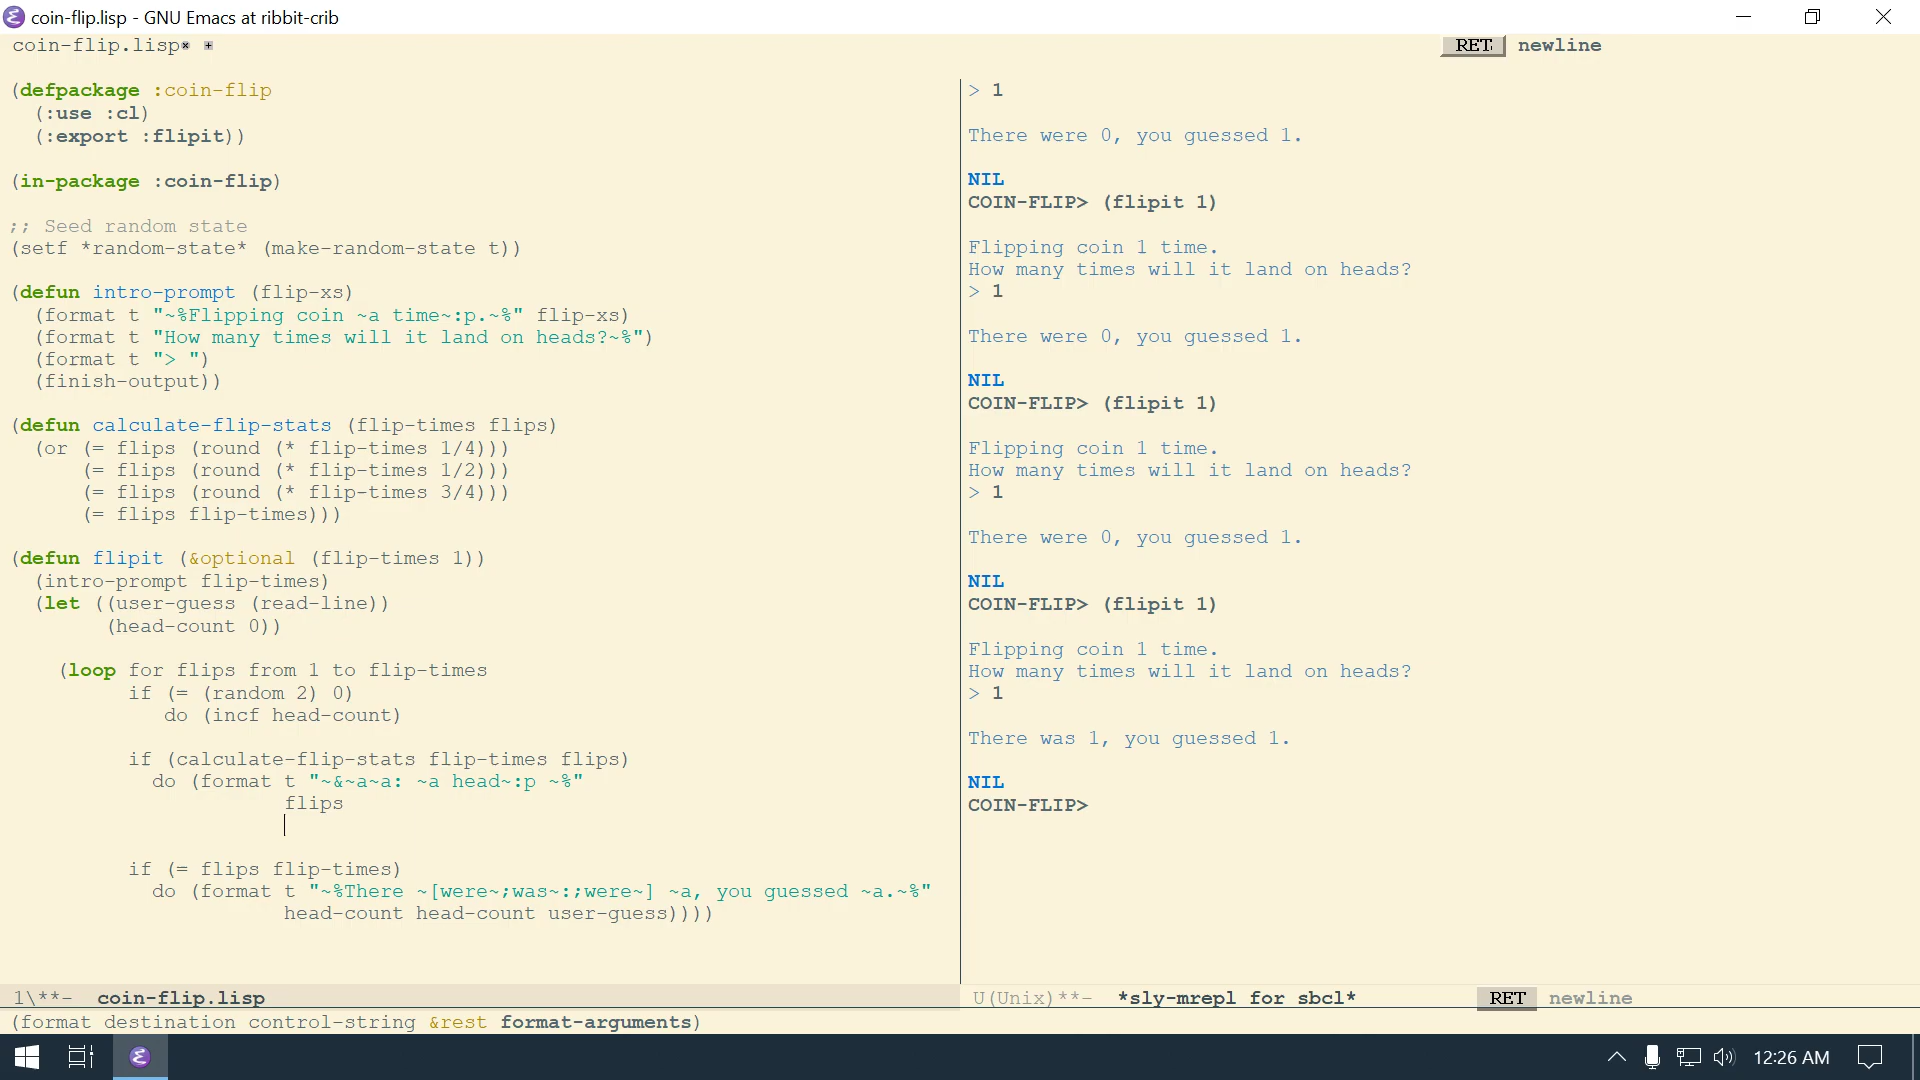 coin-flip.lisp - GNU Emacs at ribbit-crib
coin-flip.lisp
RET newline
(defpackage :coin-flip
(:use :cl)
(:export :flipit))
(in-package :coin-flip)
;; Seed random state
(setf *random-state* (make-random-state t))
(defun intro-prompt (flip-xs)
(format t "~%Flipping coin ~a time~:p.~%" flip-xs)
(format t "How many times will it land on heads?~%")
(format t "> ")
(finish-output))
(defun calculate-flip-stats (flip-times flips)
(or (= flips (round (* flip-times 1/4)))
(= flips (round (* flip-times 1/2)))
(= flips (round (* flip-times 3/4)))
(= flips flip-times)))
(defun flipit (&optional (flip-times 1))
(intro-prompt flip-times)
(let ((user-guess (read-line))
(head-count 0))
(loop for flips from 1 to flip-times
if (= (random 2) 0)
do (incf head-count)
if (calculate-flip-stats flip-times flips)
do (format t "~&~a~a: ~a head~:p ~%"
flips
if (= flips flip-times)
do (format t "~%There ~[were~;was~:;were~] ~a, you guessed ~a.~%"
head-count head-count user-guess))))
1\**- coin-flip.lisp
> 1
There were 0, you guessed 1.
NIL
COIN-FLIP> (flipit 1)
Flipping coin 1 time.
How many times will it land on heads?
> 1
There were 0, you guessed 1.
NIL
COIN-FLIP> (flipit 1)
Flipping coin 1 time.
How many times will it land on heads?
> 1
There were 0, you guessed 1.
NIL
COIN-FLIP> (flipit 1)
Flipping coin 1 time.
How many times will it land on heads?
> 1
There was 1, you guessed 1.
NIL
COIN-FLIP>
U(Unix)**- *sly-mrepl for sbcl* RET newline
(format destination control-string &rest format-arguments)
12:26 AM